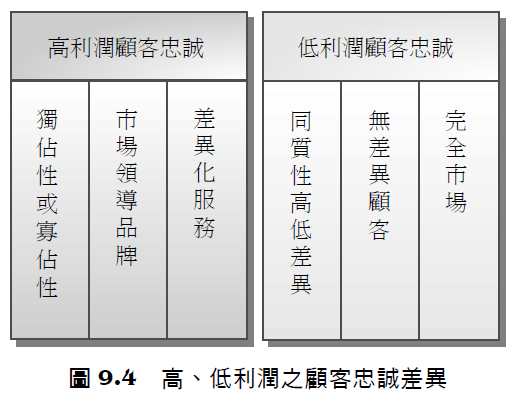 高利潤顧客忠誠
獨佔性或寡佔性
市場領導品牌
差異化服務
低利潤顧客忠誠
同質性高低差異
無差異顧客
完全市場
圖 9.4 高、低利潤之顧客忠誠差異